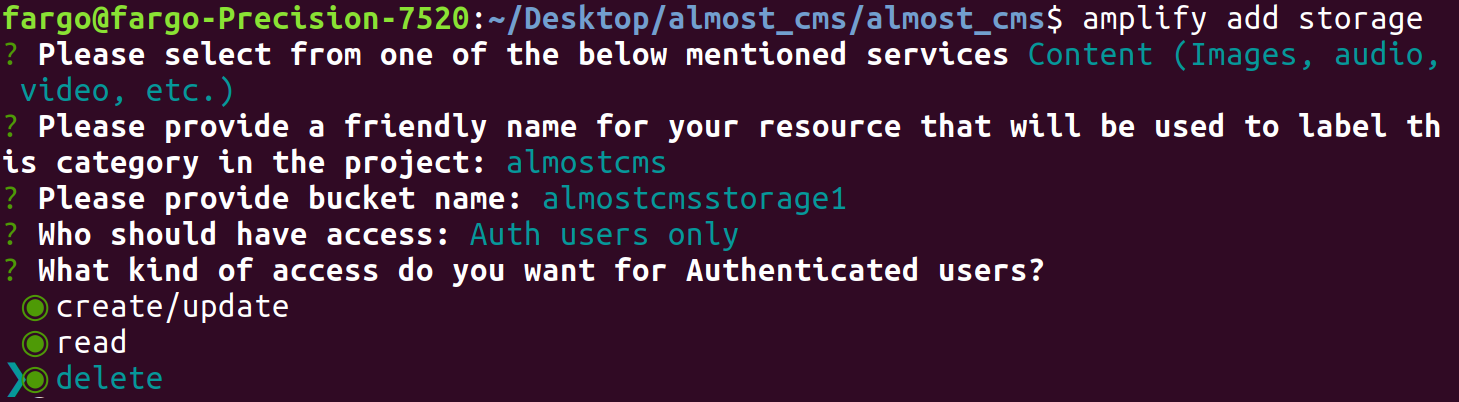 fargo@fargo-Precision-7520:~/Desktop/almost_cms/almost_cms$ amplify add storage
? Please select from one of the below mentioned services Content (Images, audio,
video, etc.)
? Please provide a friendly name for your resource that will be used to label th
is category in the project: almostcms
? Please provide bucket name: almostcmsstorage1
? Who should have access: Auth users only
? What kind of access do you want for Authenticated users?
◉ create/update
◉ read
❯◉ delete